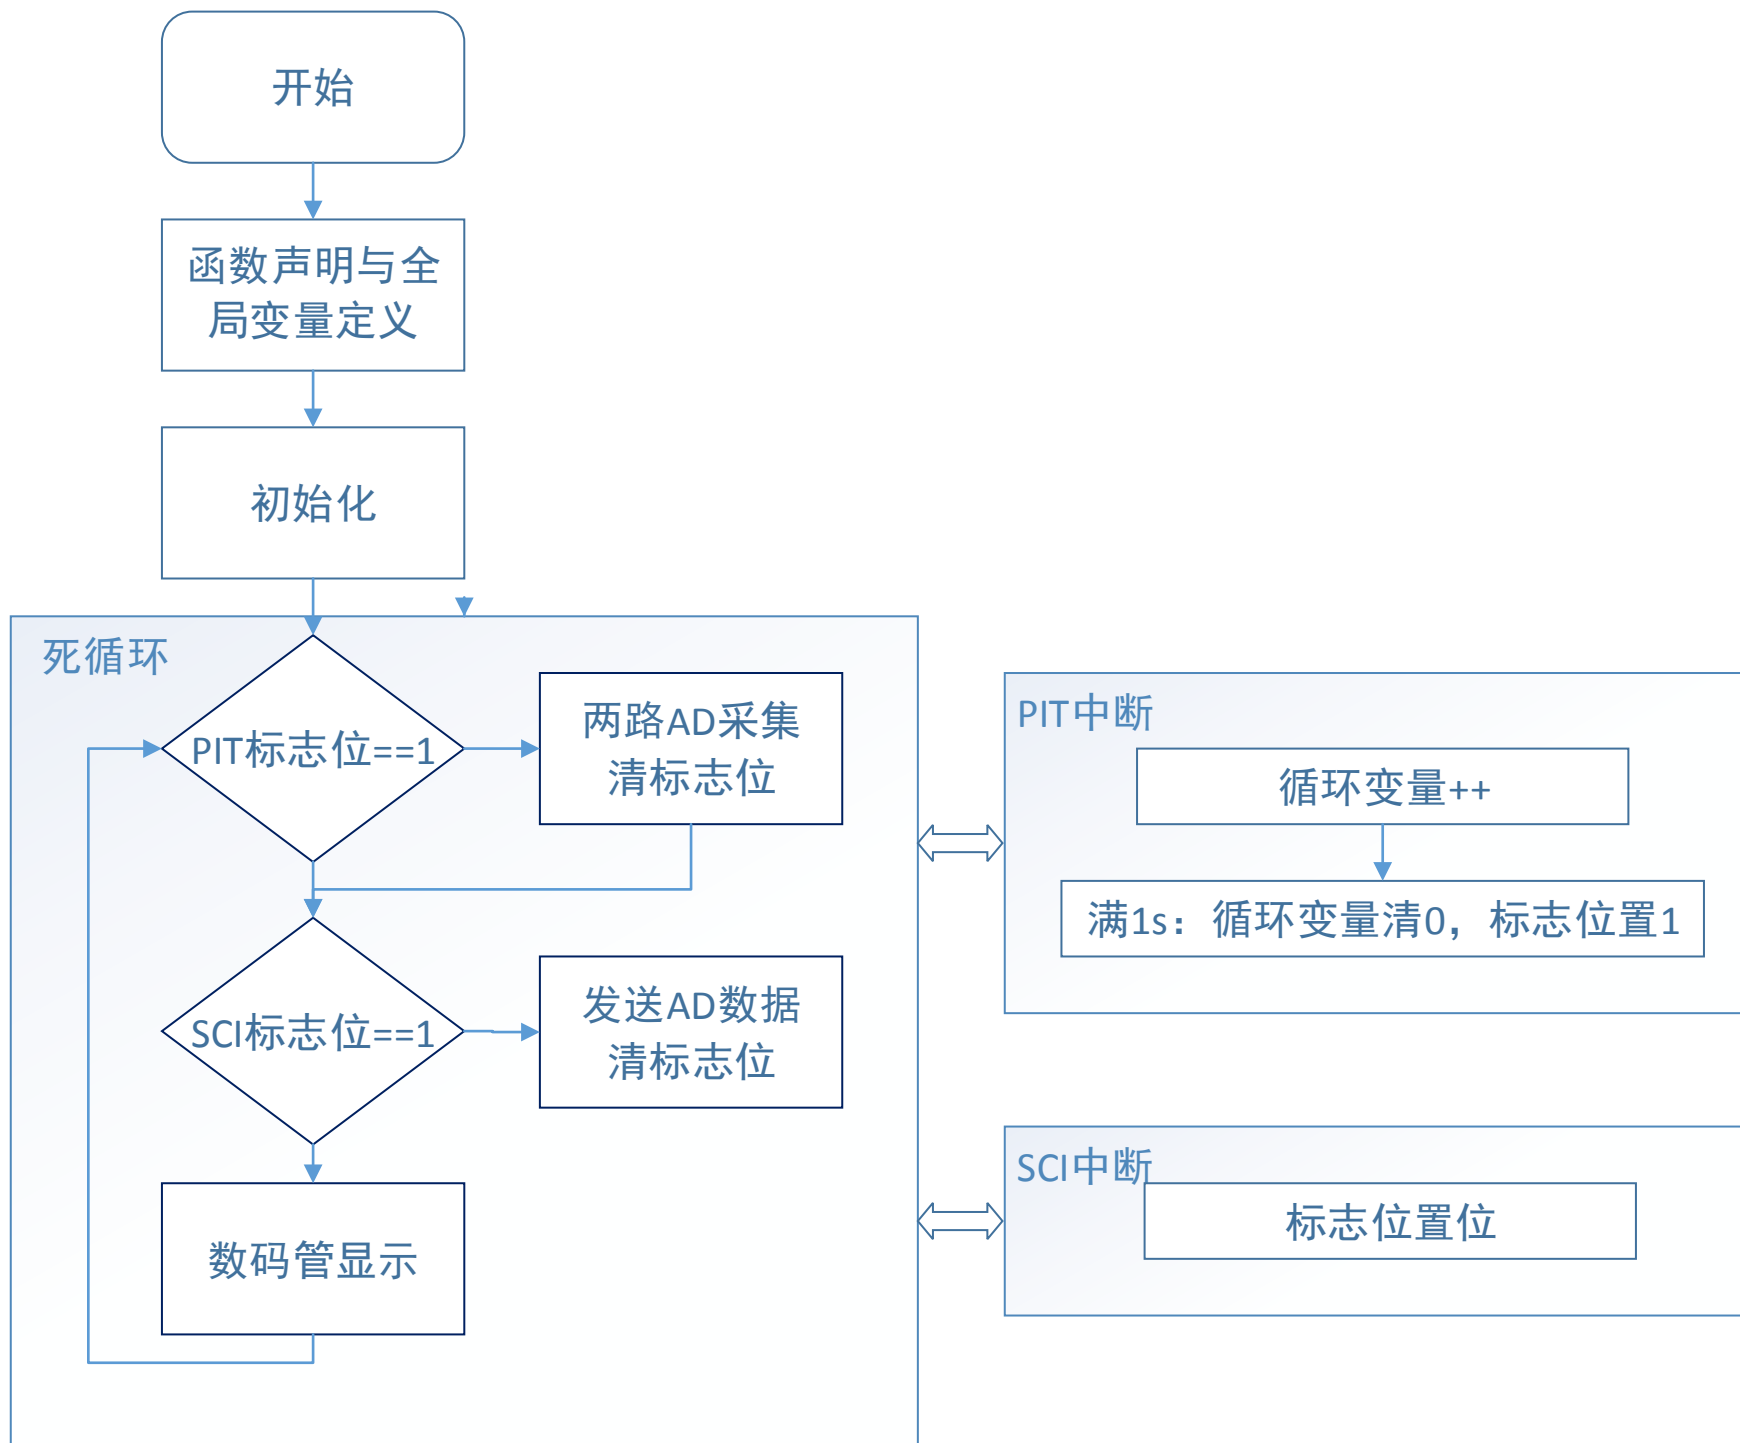 开始
函数声明与全
局变量定义
初始化
死循环
PIT标志位==1
两路AD采集
清标志位
SCI标志位==1
发送AD数据
清标志位
数码管显示
PIT中断
循环变量++
满1s：循环变量清0，标志位置1
SCI中断
标志位置位